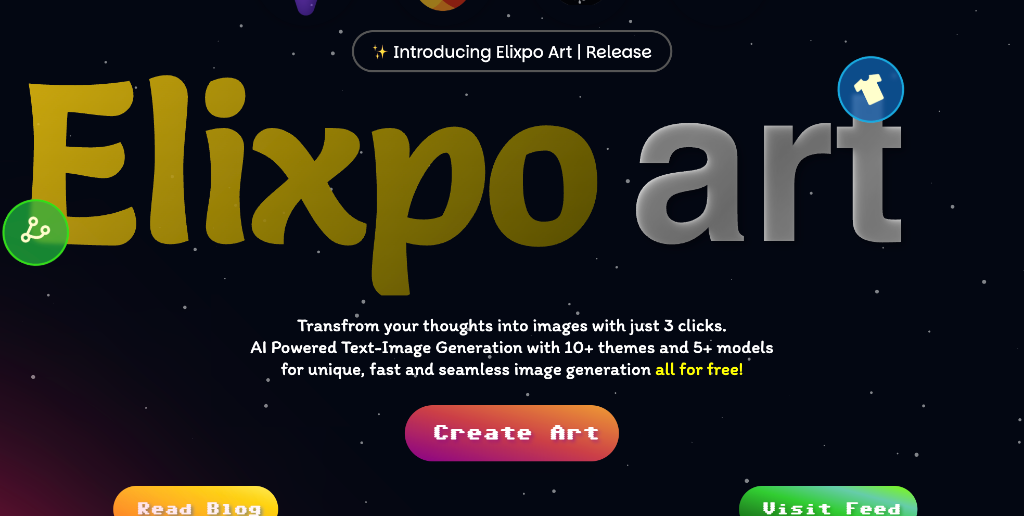 ✨ Introducing Elixpo Art | Release
Elixpo art
Transfrom your thoughts into images with just 3 clicks.
AI Powered Text-Image Generation with 10+ themes and 5+ models
for unique, fast and seamless image generation all for free!
Create Art
Read Blog
Visit Feed